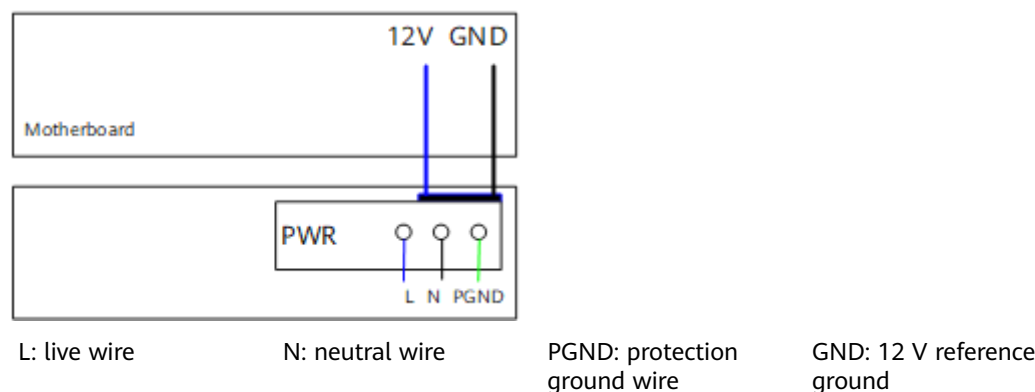 12V GND
Motherboard
PWR
L N PGND
L: live wire
N: neutral wire
PGND: protection
ground wire
GND: 12 V reference
ground